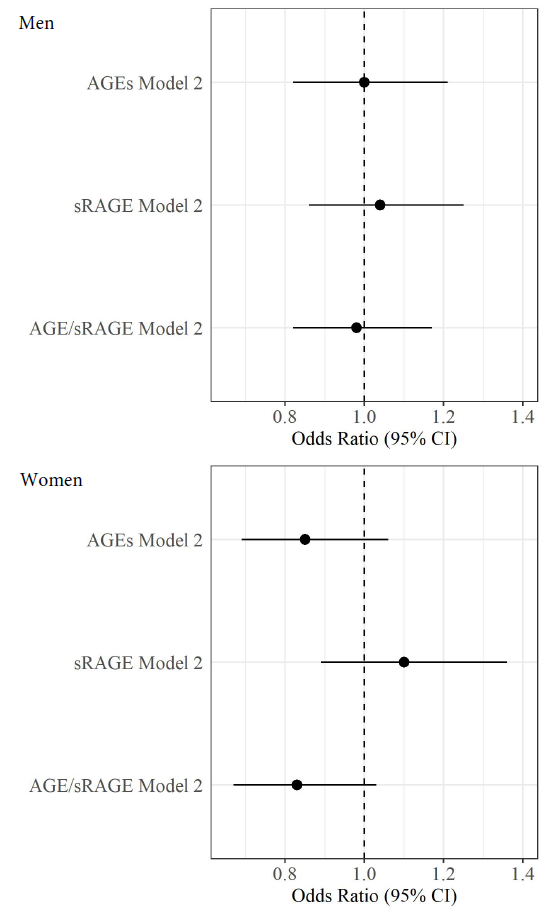 Men
AGEs Model 2
sRAGE Model 2
AGE/sRAGE Model 2
0.8 1.0 1.2 1.4
Odds Ratio (95% CI)
Women
AGEs Model 2
sRAGE Model 2
AGE/sRAGE Model 2
0.8 1.0 1.2 1.4
Odds Ratio (95% CI)